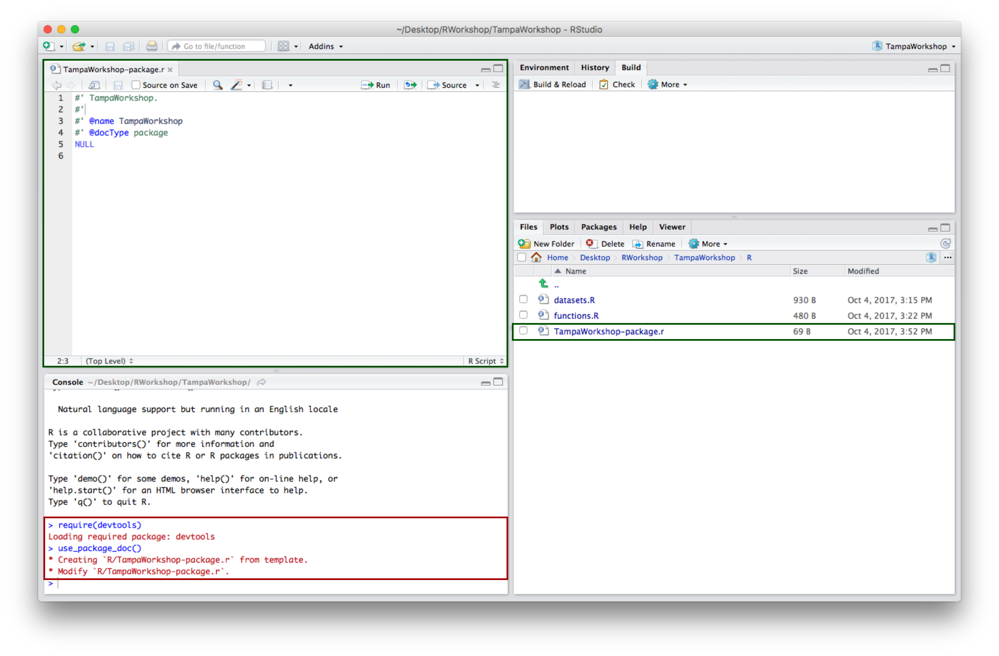 ~/Desktop/RWorkshop/TampaWorkshop - RStudio
Go to file/function
Addins
TampaWorkshop
TampaWorkshop-package.r
Source on Save
Run
Source
1 #' TampaWorkshop.
2 #'
3 #' @name TampaWorkshop
4 #' @docType package
5 NULL
6
2:3 (Top Level) R Script
Console ~/Desktop/RWorkshop/TampaWorkshop/
Natural language support but running in an English locale
R is a collaborative project with many contributors.
Type 'contributors()' for more information and
'citation()' on how to cite R or R packages in publications.
Type 'demo()' for some demos, 'help()' for on-line help, or
'help.start()' for an HTML browser interface to help.
Type 'q()' to quit R.
> require(devtools)
Loading required package: devtools
> use_package_doc()
* Creating `R/TampaWorkshop-package.r` from template.
* Modify `R/TampaWorkshop-package.r`.
>
Environment History Build
Build & Reload Check More
Files Plots Packages Help Viewer
New Folder Delete Rename More
Home Desktop RWorkshop TampaWorkshop R ...
Name Size Modified
..
datasets.R 930 B Oct 4, 2017, 3:15 PM
functions.R 480 B Oct 4, 2017, 3:22 PM
TampaWorkshop-package.r 69 B Oct 4, 2017, 3:52 PM